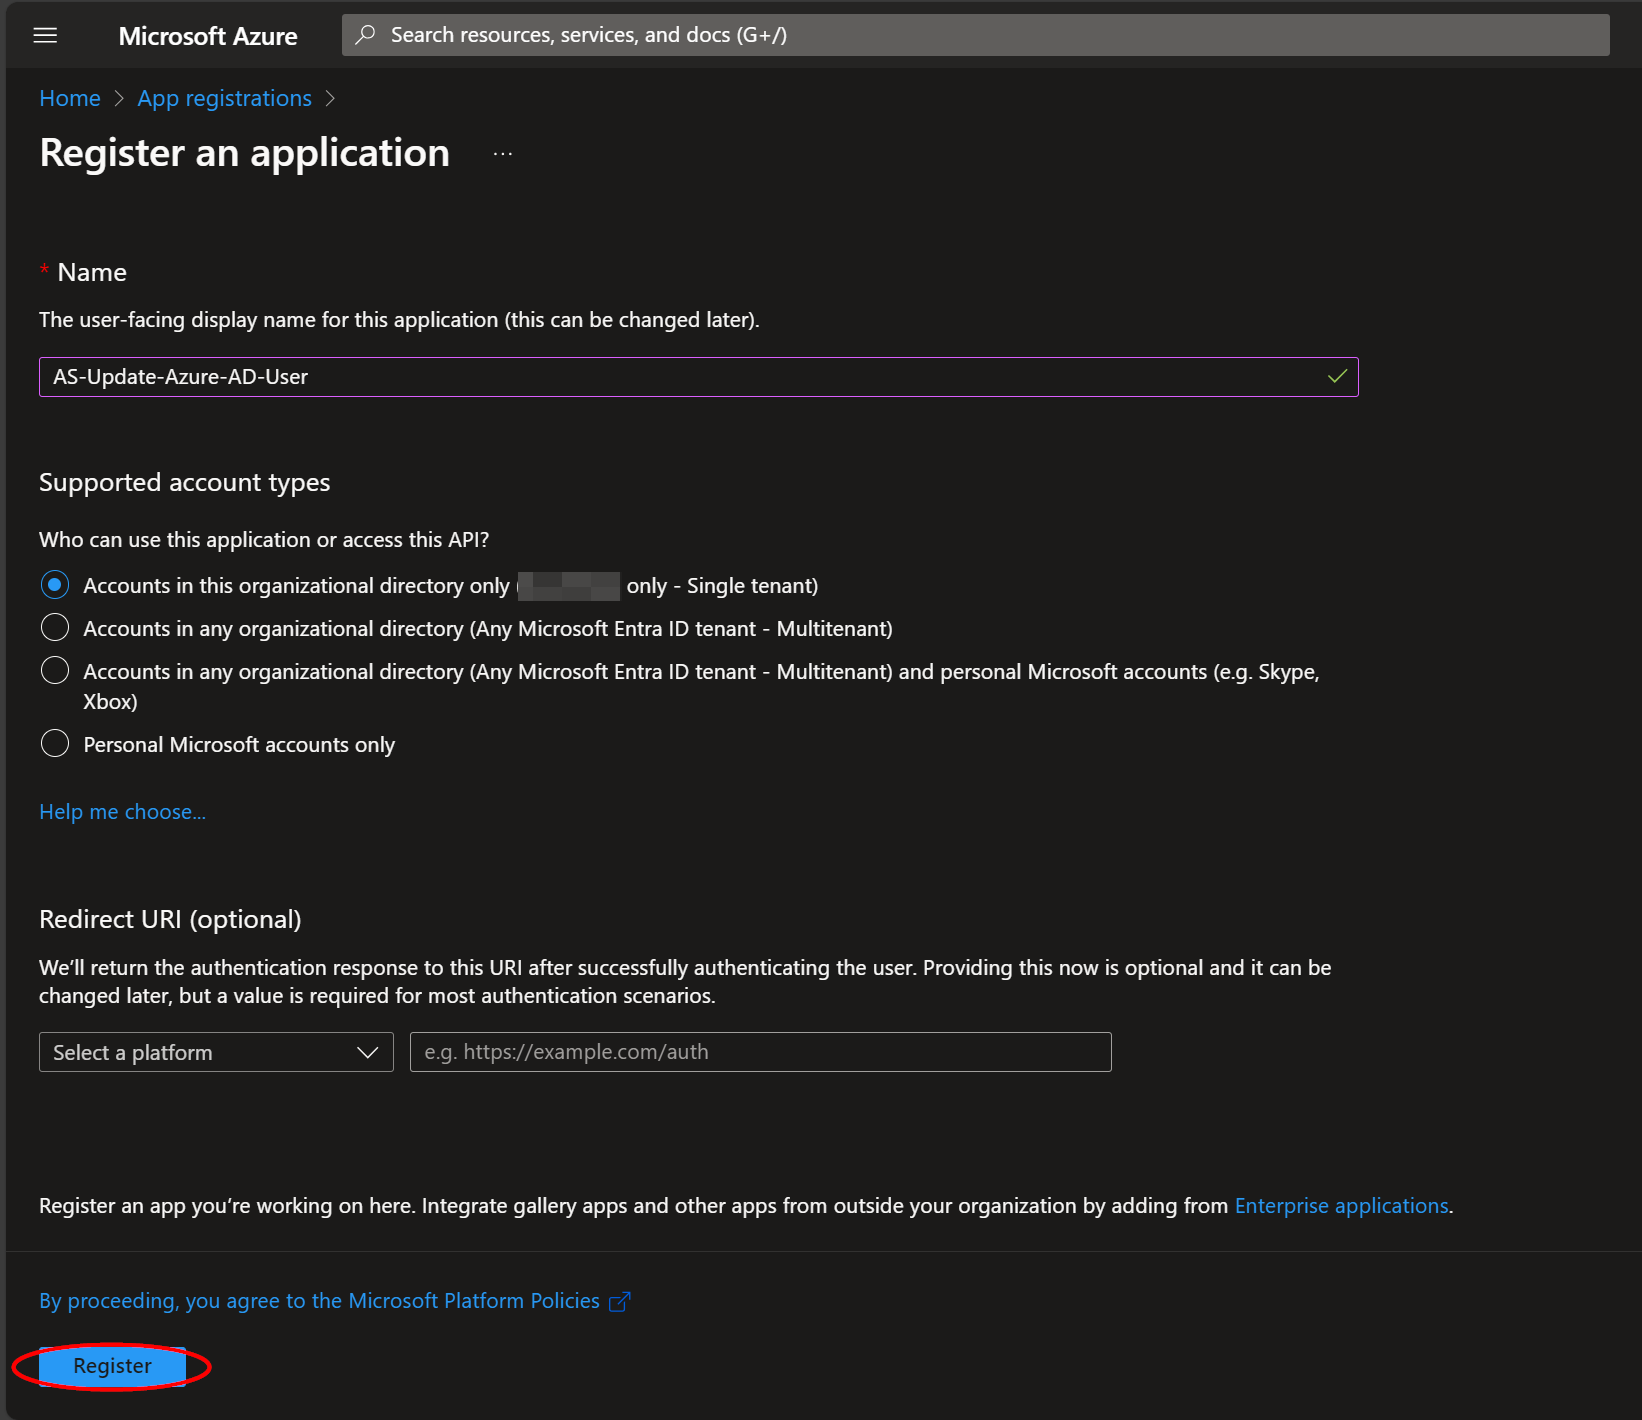 Microsoft Azure
Search resources, services, and docs (G+/)
Home > App registrations >
Register an application ...
* Name
The user-facing display name for this application (this can be changed later).
AS-Update-Azure-AD-User
Supported account types
Who can use this application or access this API?
Accounts in this organizational directory only ( only - Single tenant)
Accounts in any organizational directory (Any Microsoft Entra ID tenant - Multitenant)
Accounts in any organizational directory (Any Microsoft Entra ID tenant - Multitenant) and personal Microsoft accounts (e.g. Skype,
Xbox)
Personal Microsoft accounts only
Help me choose...
Redirect URI (optional)
We’ll return the authentication response to this URI after successfully authenticating the user. Providing this now is optional and it can be
changed later, but a value is required for most authentication scenarios.
Select a platform
e.g. https://example.com/auth
Register an app you’re working on here. Integrate gallery apps and other apps from outside your organization by adding from Enterprise applications.
By proceeding, you agree to the Microsoft Platform Policies
Register